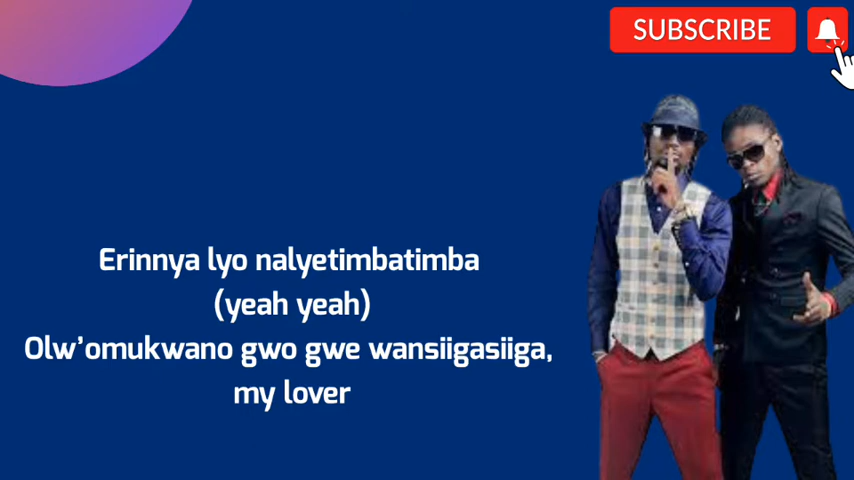 SUBSCRIBE
Erinnya lyo nalyetimbatimba
(yeah yeah)
Olw’omukwano gwo gwe wansiigasiiga,
my lover